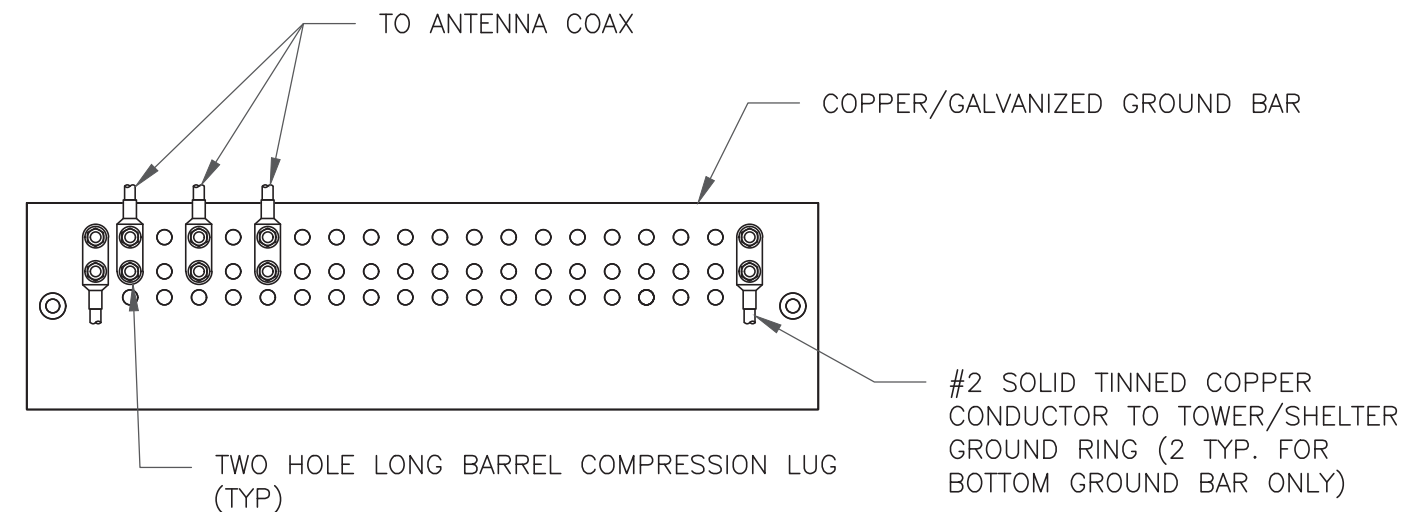 TO ANTENNA COAX
COPPER/GALVANIZED GROUND BAR
#2 SOLID TINNED COPPER
CONDUCTOR TO TOWER/SHELTER
GROUND RING (2 TYP. FOR
BOTTOM GROUND BAR ONLY)
TWO HOLE LONG BARREL COMPRESSION LUG
(TYP)